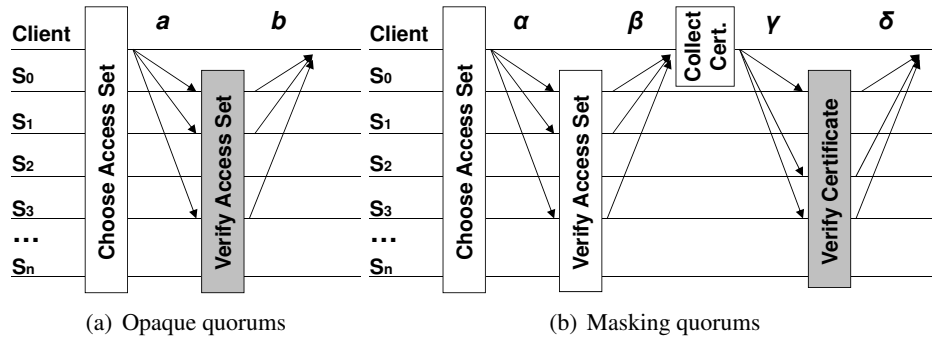 a b
Client
S0
S1
S2
S3
...
Sn
Choose Access Set
Verify Access Set
(a) Opaque quorums
α β γ δ
Client
S0
S1
S2
S3
...
Sn
Choose Access Set
Verify Access Set
Collect
Cert.
Verify Certificate
(b) Masking quorums